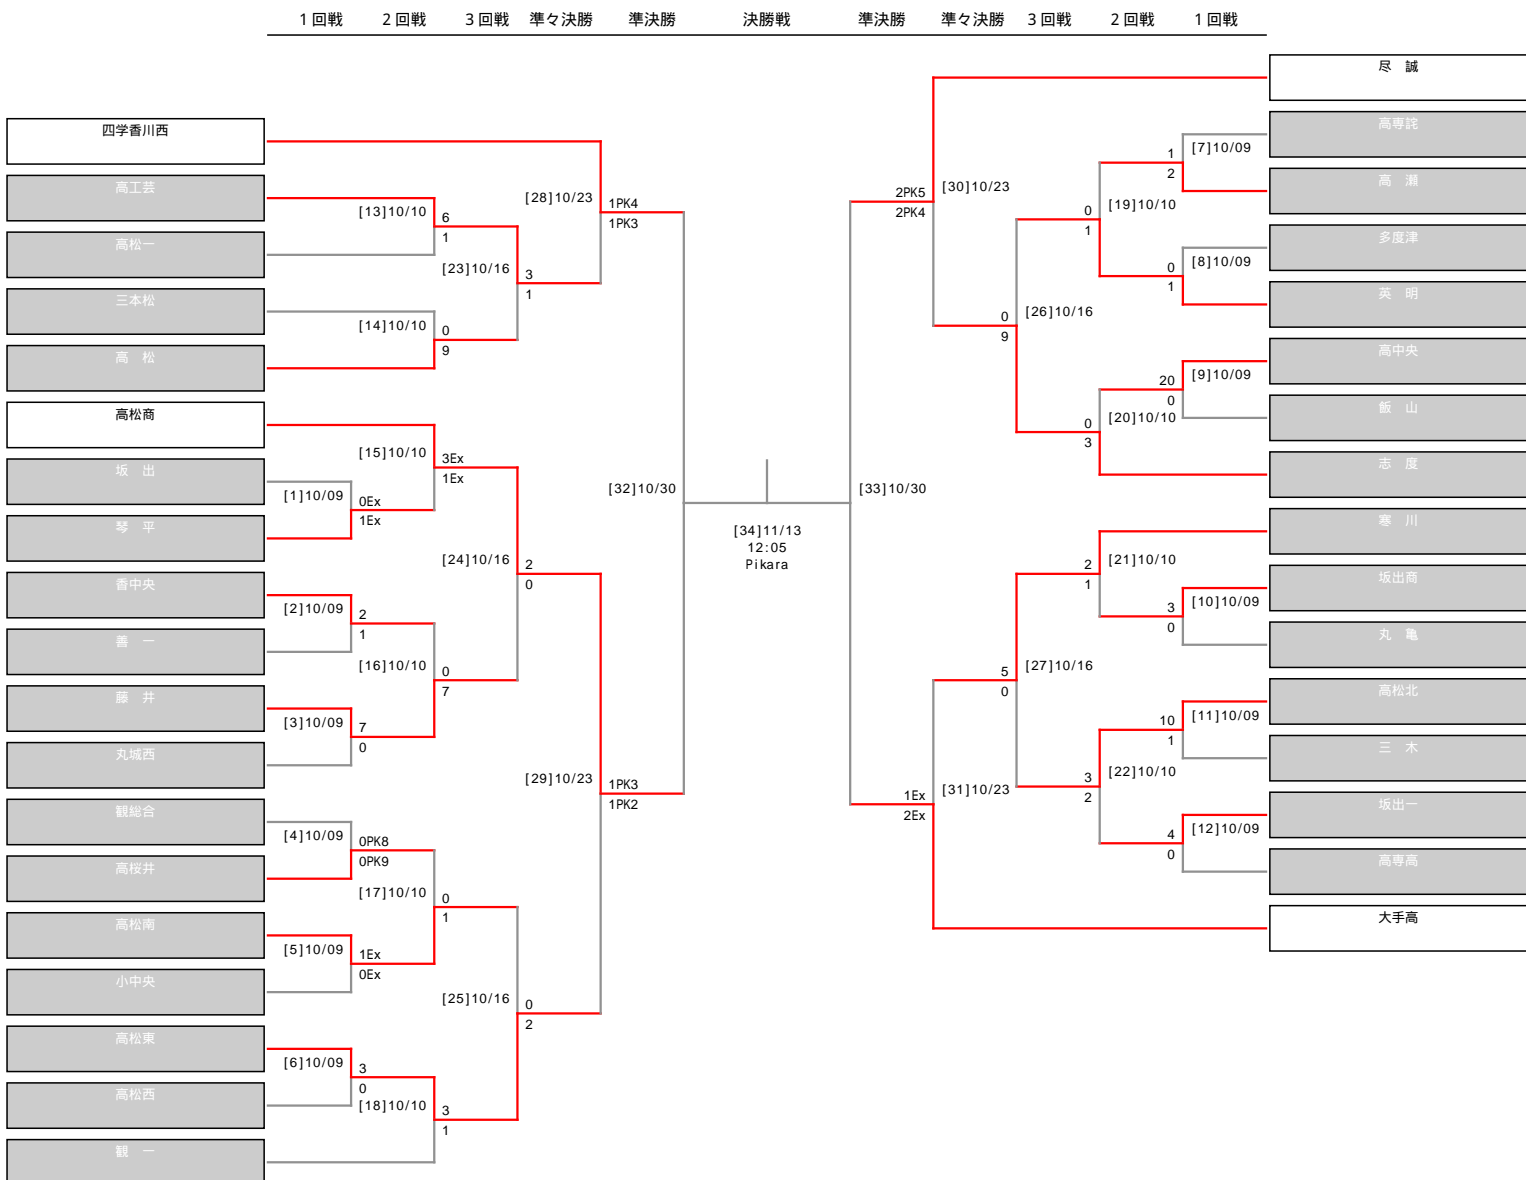 1回戦 2回戦 3回戦 準々決勝 準決勝 決勝戦 準決勝 準々決勝 3回戦 2回戦 1回戦
四学香川西
高工芸
高松一
三本松
高 松
高松商
坂 出
琴 平
香中央
善 一
藤 井
丸城西
観総合
高桜井
高松南
小中央
高松東
高松西
観 一
[1]10/09
0Ex
1Ex
[2]10/09
2
1
[3]10/09
7
0
[4]10/09
0PK8
0PK9
[5]10/09
1Ex
0Ex
[6]10/09
3
0
[13]10/10
6
1
[14]10/10
0
9
[15]10/10
3Ex
1Ex
[16]10/10
0
7
[17]10/10
0
1
[18]10/10
3
1
[23]10/16
3
1
[24]10/16
2
0
[25]10/16
0
2
[28]10/23
1PK4
1PK3
[29]10/23
1PK3
1PK2
[32]10/30
[34]11/13
12:05
Pikara
[33]10/30
2PK5
2PK4
[30]10/23
1Ex
2Ex
[31]10/23
0
9
[26]10/16
5
0
[27]10/16
0
1
[19]10/10
0
3
[20]10/10
2
1
[21]10/10
3
2
[22]10/10
1
2
[7]10/09
0
1
[8]10/09
20
0
[9]10/09
3
0
[10]10/09
10
1
[11]10/09
4
0
[12]10/09
尽 誠
高専詫
高 瀬
多度津
英 明
高中央
飯 山
志 度
寒 川
坂出商
丸 亀
高松北
三 木
坂出一
高専高
大手高